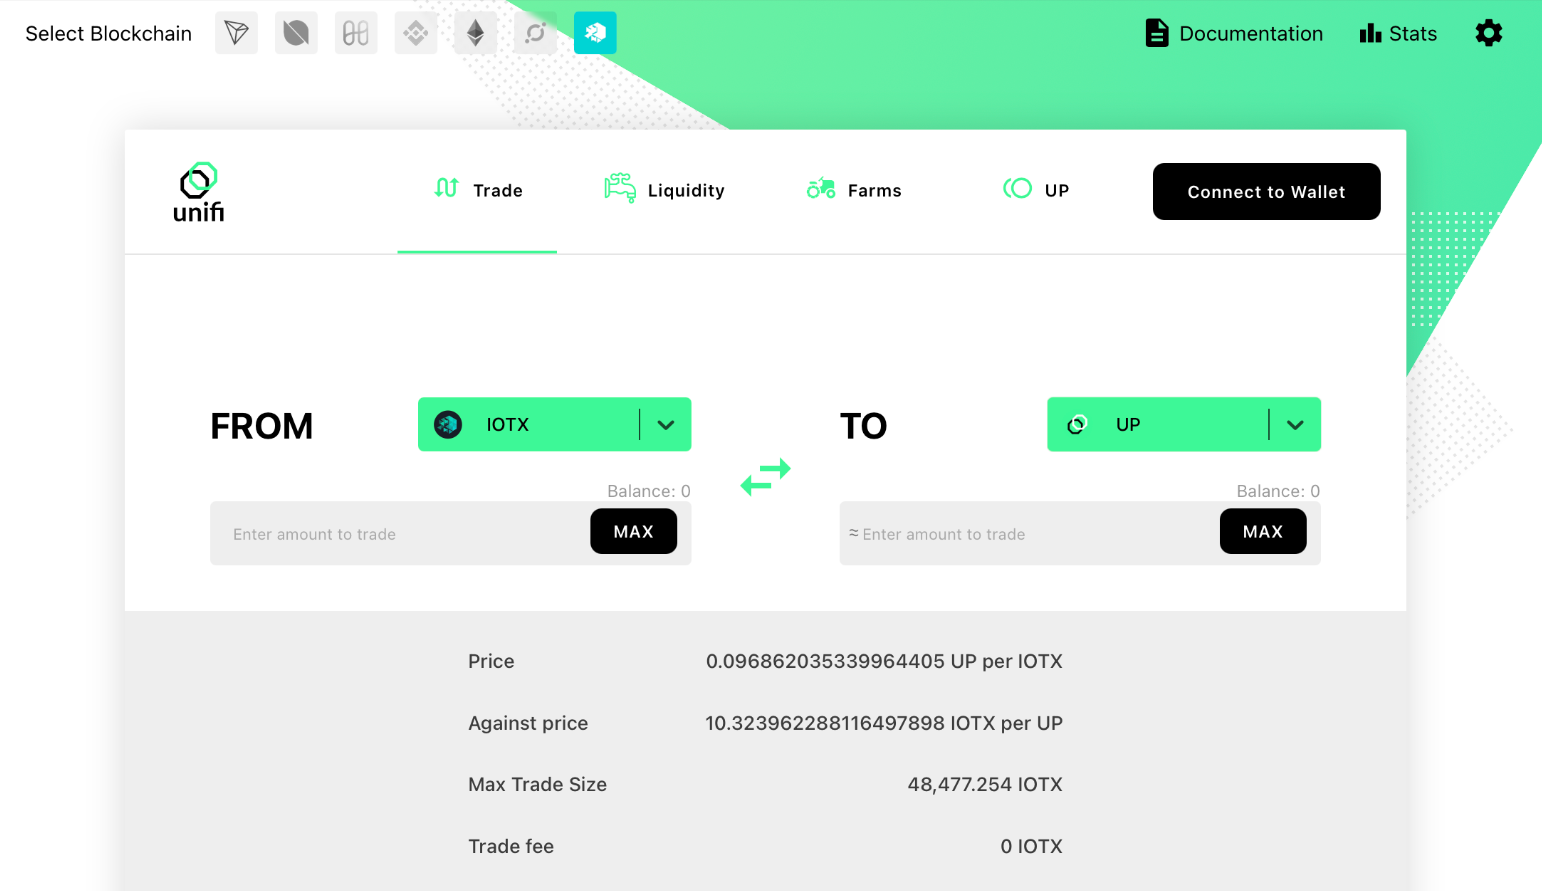 Select Blockchain
Documentation
Stats
unifi
Trade
Liquidity
Farms
UP
Connect to Wallet
FROM
IOTX
TO
UP
Balance: 0
Balance: 0
Enter amount to trade
MAX
≈ Enter amount to trade
MAX
Price 0.096862035339964405 UP per IOTX
Against price 10.323962288116497898 IOTX per UP
Max Trade Size 48,477.254 IOTX
Trade fee 0 IOTX